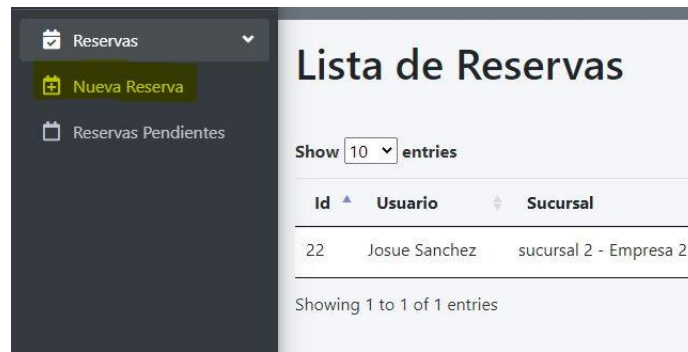 Reservas
Nueva Reserva
Reservas Pendientes
Lista de Reservas
Show 10 entries
Id Usuario Sucursal
22 Josue Sanchez sucursal 2 - Empresa 2
Showing 1 to 1 of 1 entries